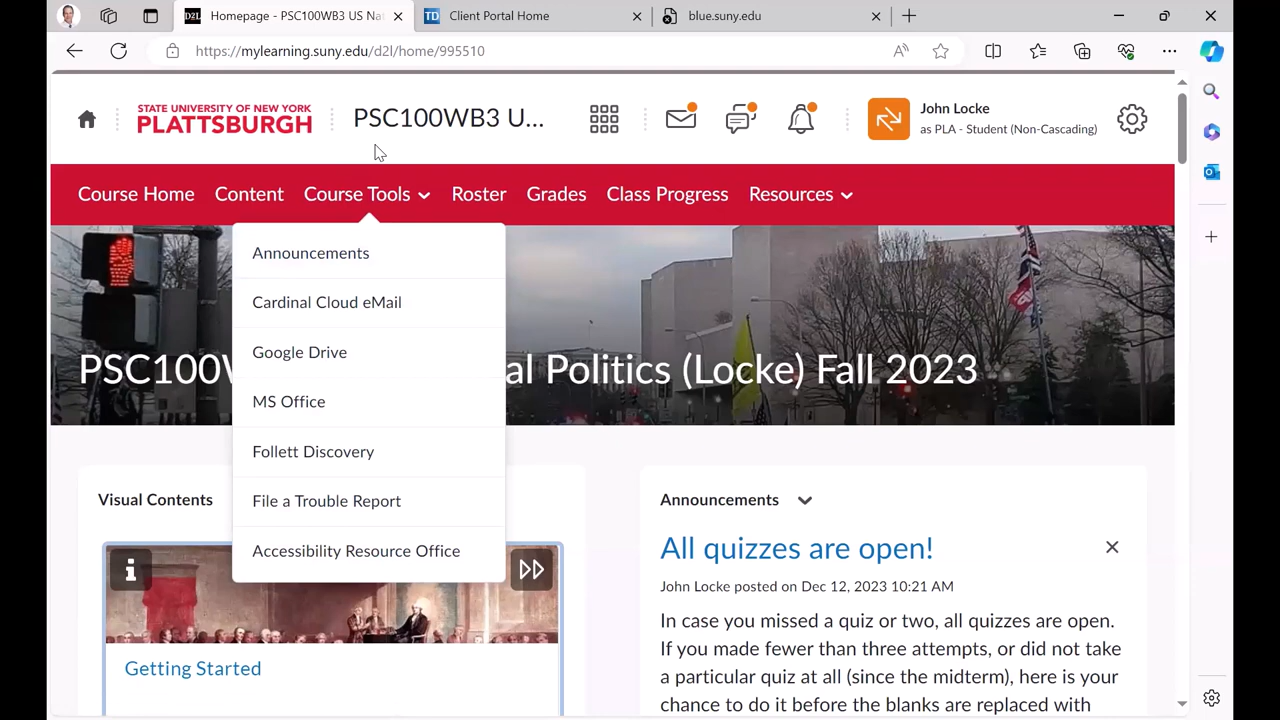 Homepage - PSC100WB3 US Na
Client Portal Home
blue.suny.edu
https://mylearning.suny.edu/d2l/home/995510
STATE UNIVERSITY OF NEW YORK
PLATTSBURGH
PSC100WB3 U...
John Locke
as PLA - Student (Non-Cascading)
Course Home
Content
Course Tools
Roster
Grades
Class Progress
Resources
Announcements
Cardinal Cloud eMail
Google Drive
MS Office
Follett Discovery
File a Trouble Report
Accessibility Resource Office
PSC100W al Politics (Locke) Fall 2023
Visual Contents
Getting Started
Announcements
All quizzes are open!
John Locke posted on Dec 12, 2023 10:21 AM
In case you missed a quiz or two, all quizzes are open.
If you made fewer than three attempts, or did not take
a particular quiz at all (since the midterm), here is your
chance to do it before the blanks are replaced with